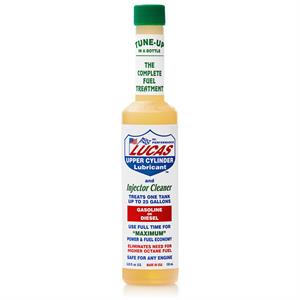 TUNE-UP
IN A BOTTLE
THE
COMPLETE
FUEL
TREATMENT
LUCAS
UPPER CYLINDER
Lubricant
and
Injector Cleaner
TREATS ONE TANK
UP TO 25 GALLONS
GASOLINE
OR
DIESEL
USE FULL TIME FOR
"MAXIMUM"
POWER & FUEL ECONOMY
ELIMINATES NEED FOR
HIGHER OCTANE FUEL
SAFE FOR ANY ENGINE
MADE IN USA